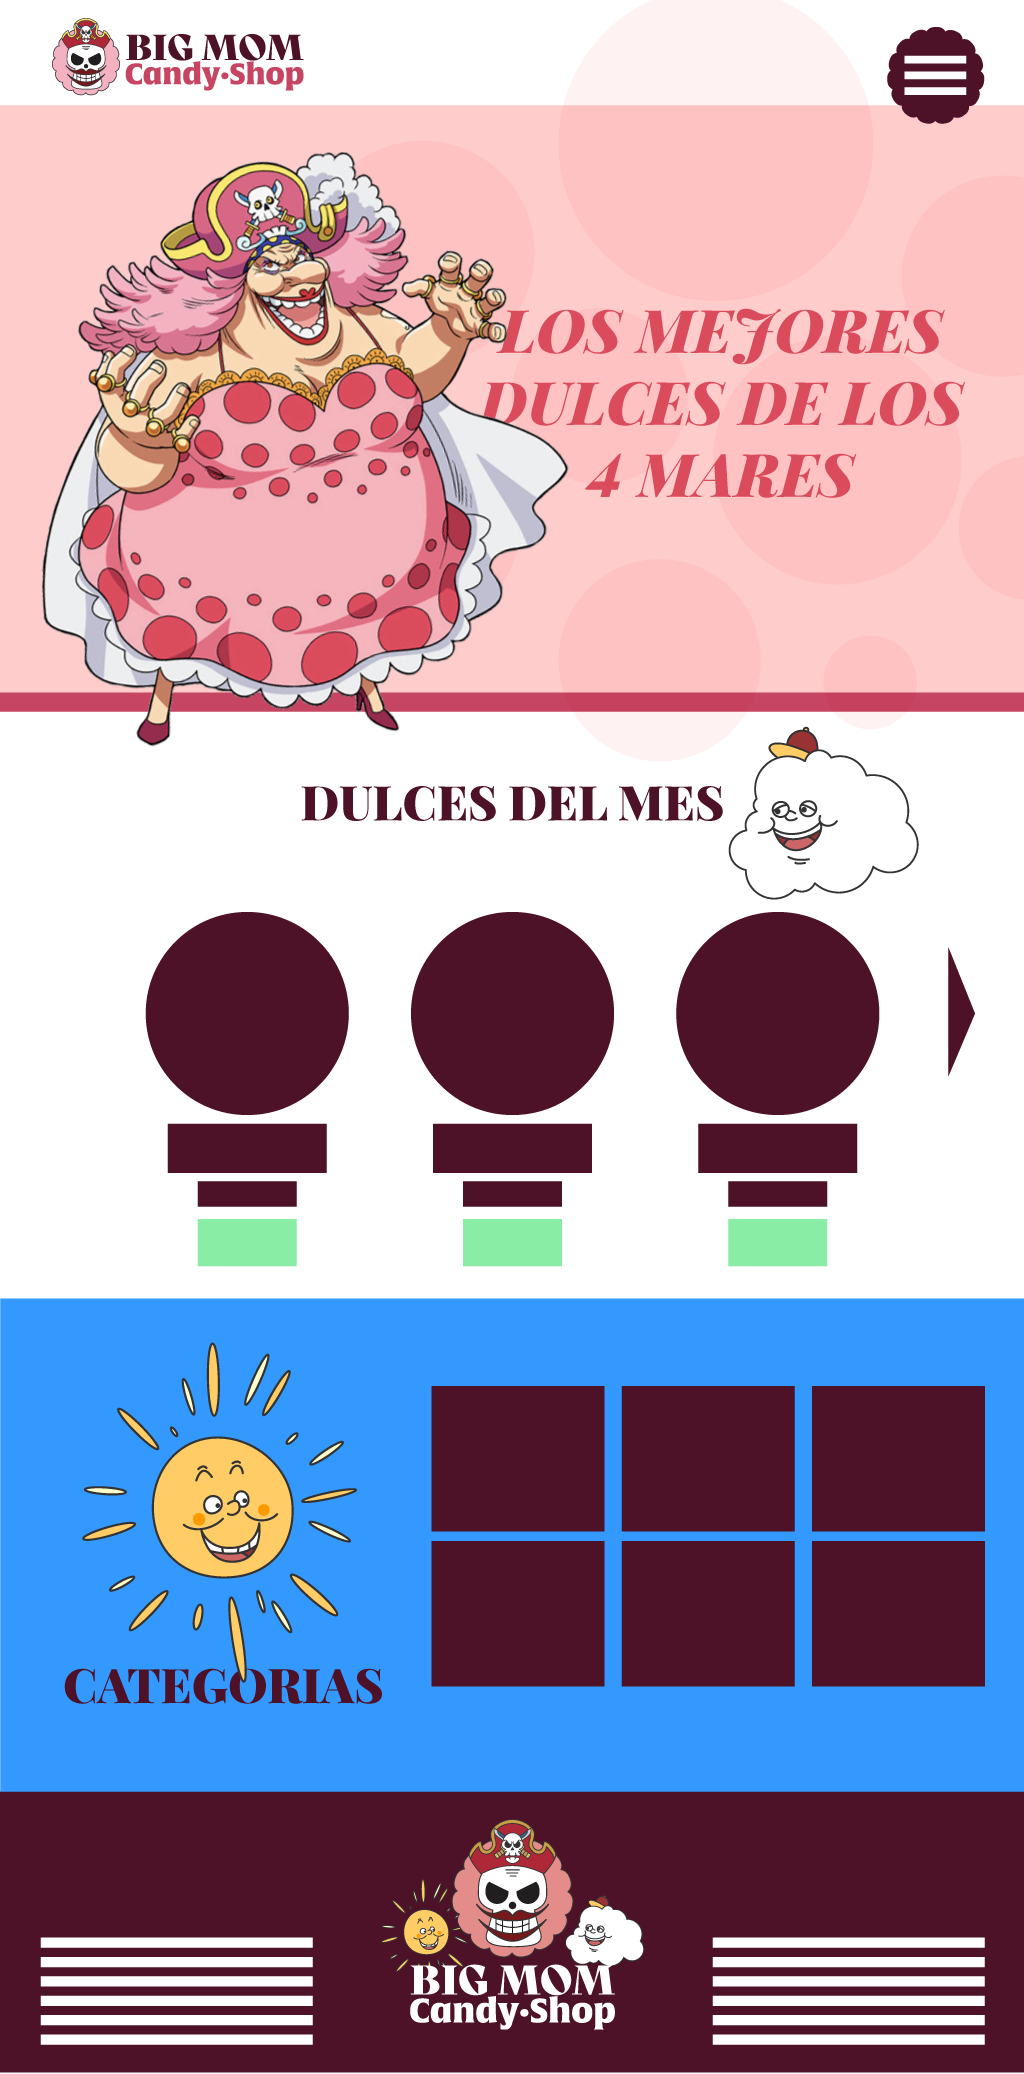 BIG MOM
Candy·Shop
LOS MEJORES
DULCES DE LOS
4 MARES
DULCES DEL MES
CATEGORIAS
BIG MOM
Candy·Shop